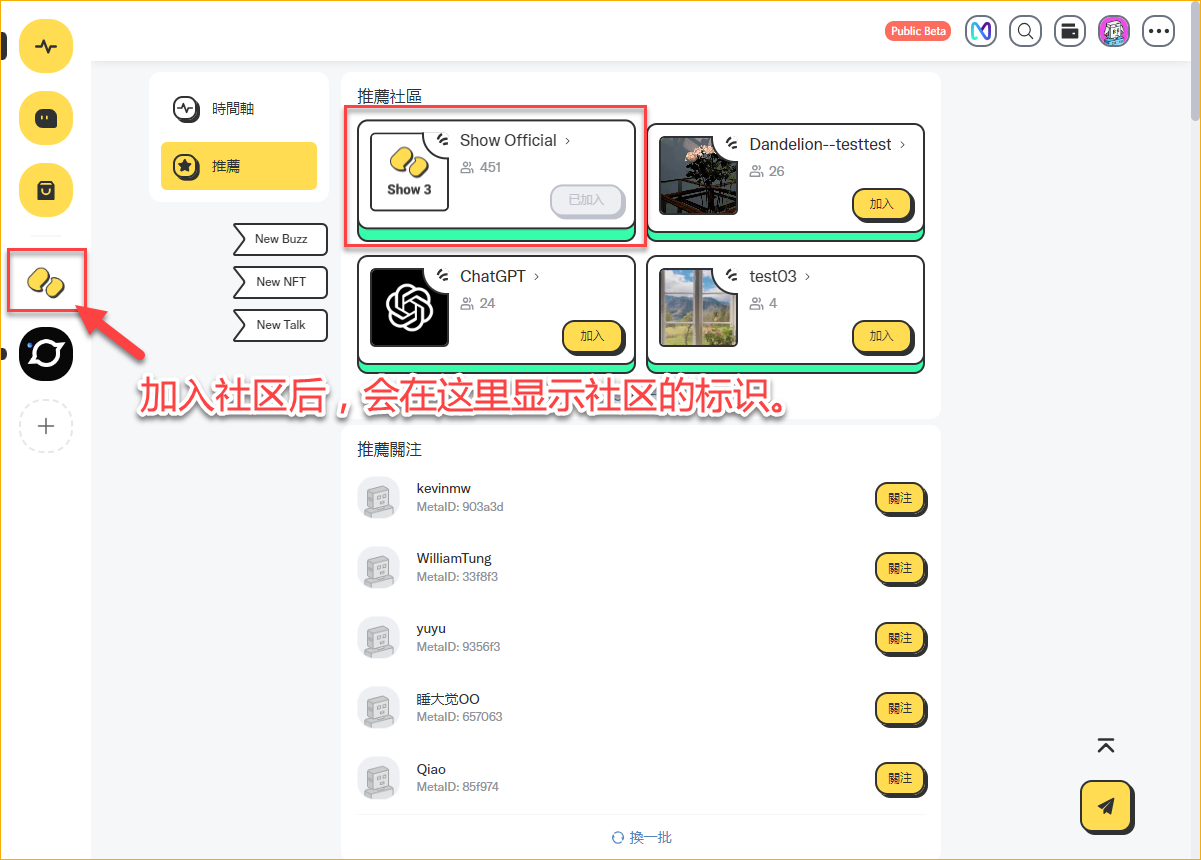 Public Beta
時間軸
推薦
New Buzz
New NFT
New Talk
推薦社區
Show 3
Show Official
451
已加入
Dandelion--testtest
26
加入
ChatGPT
24
加入
test03
4
加入
加入社区后，会在这里显示社区的标识。
推薦關注
kevinmw
MetaID: 903a3d
關注
WilliamTung
MetaID: 33f8f3
關注
yuyu
MetaID: 9356f3
關注
睡大觉OO
MetaID: 657063
關注
Qiao
MetaID: 85f974
關注
換一批